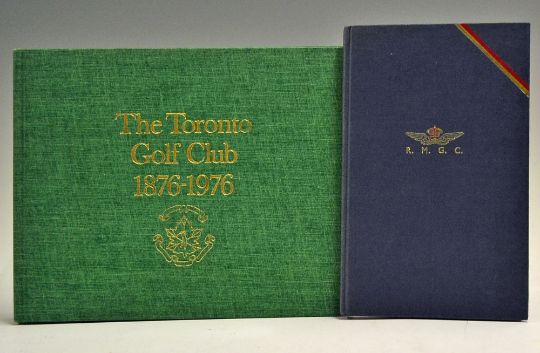 The Toronto
Golf Club
1876-1976
R. M. G. C.